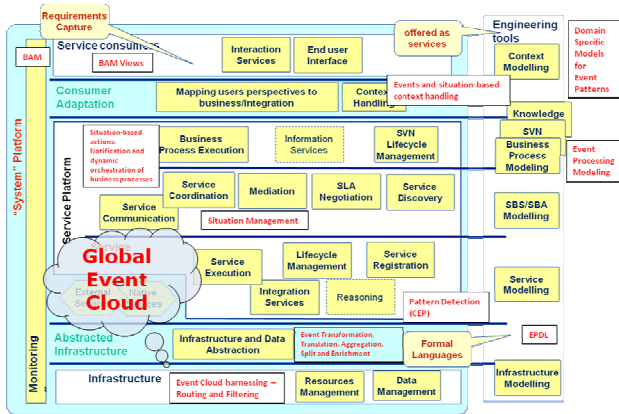 Requirements
Capture
offered as
services
Engineering
tools
Domain
Specific Models
for
Event
Patterns
BAM
Service consumers
BAM Views
Interaction
Services
End user
Interface
Context
Modelling
Consumer
Adaptation
Mapping users perspectives to
business/Integration
Context
Handling
Events and situation-based
context handling
Knowledge
SVN
Business
Process
Modeling
Event
Processing
Modeling
"System" Platform
Monitoring
Service Platform
Situation-based
actions:
Notification and
dynamic
orchestration of
business processes
Business
Process Execution
Information
Services
SVN
Lifecycle
Management
Service
Coordination
Mediation
SLA
Negotiation
Service
Discovery
Service
Communication
Situation Management
SBS/SBA
Modelling
Service
Global
Event
Cloud
External
Native
Service
Execution
Lifecycle
Management
Service
Registration
Integration
Services
Reasoning
Pattern Detection
(CEP)
Service
Modelling
Abstracted
Infrastructure
Infrastructure and Data
Abstraction
Event Transformation,
Translation, Aggregation,
Split and Enrichment
Formal
Languages
EPDL
Infrastructure
Event Cloud harnessing –
Routing and Filtering
Resources
Management
Data
Management
Infrastructure
Modelling